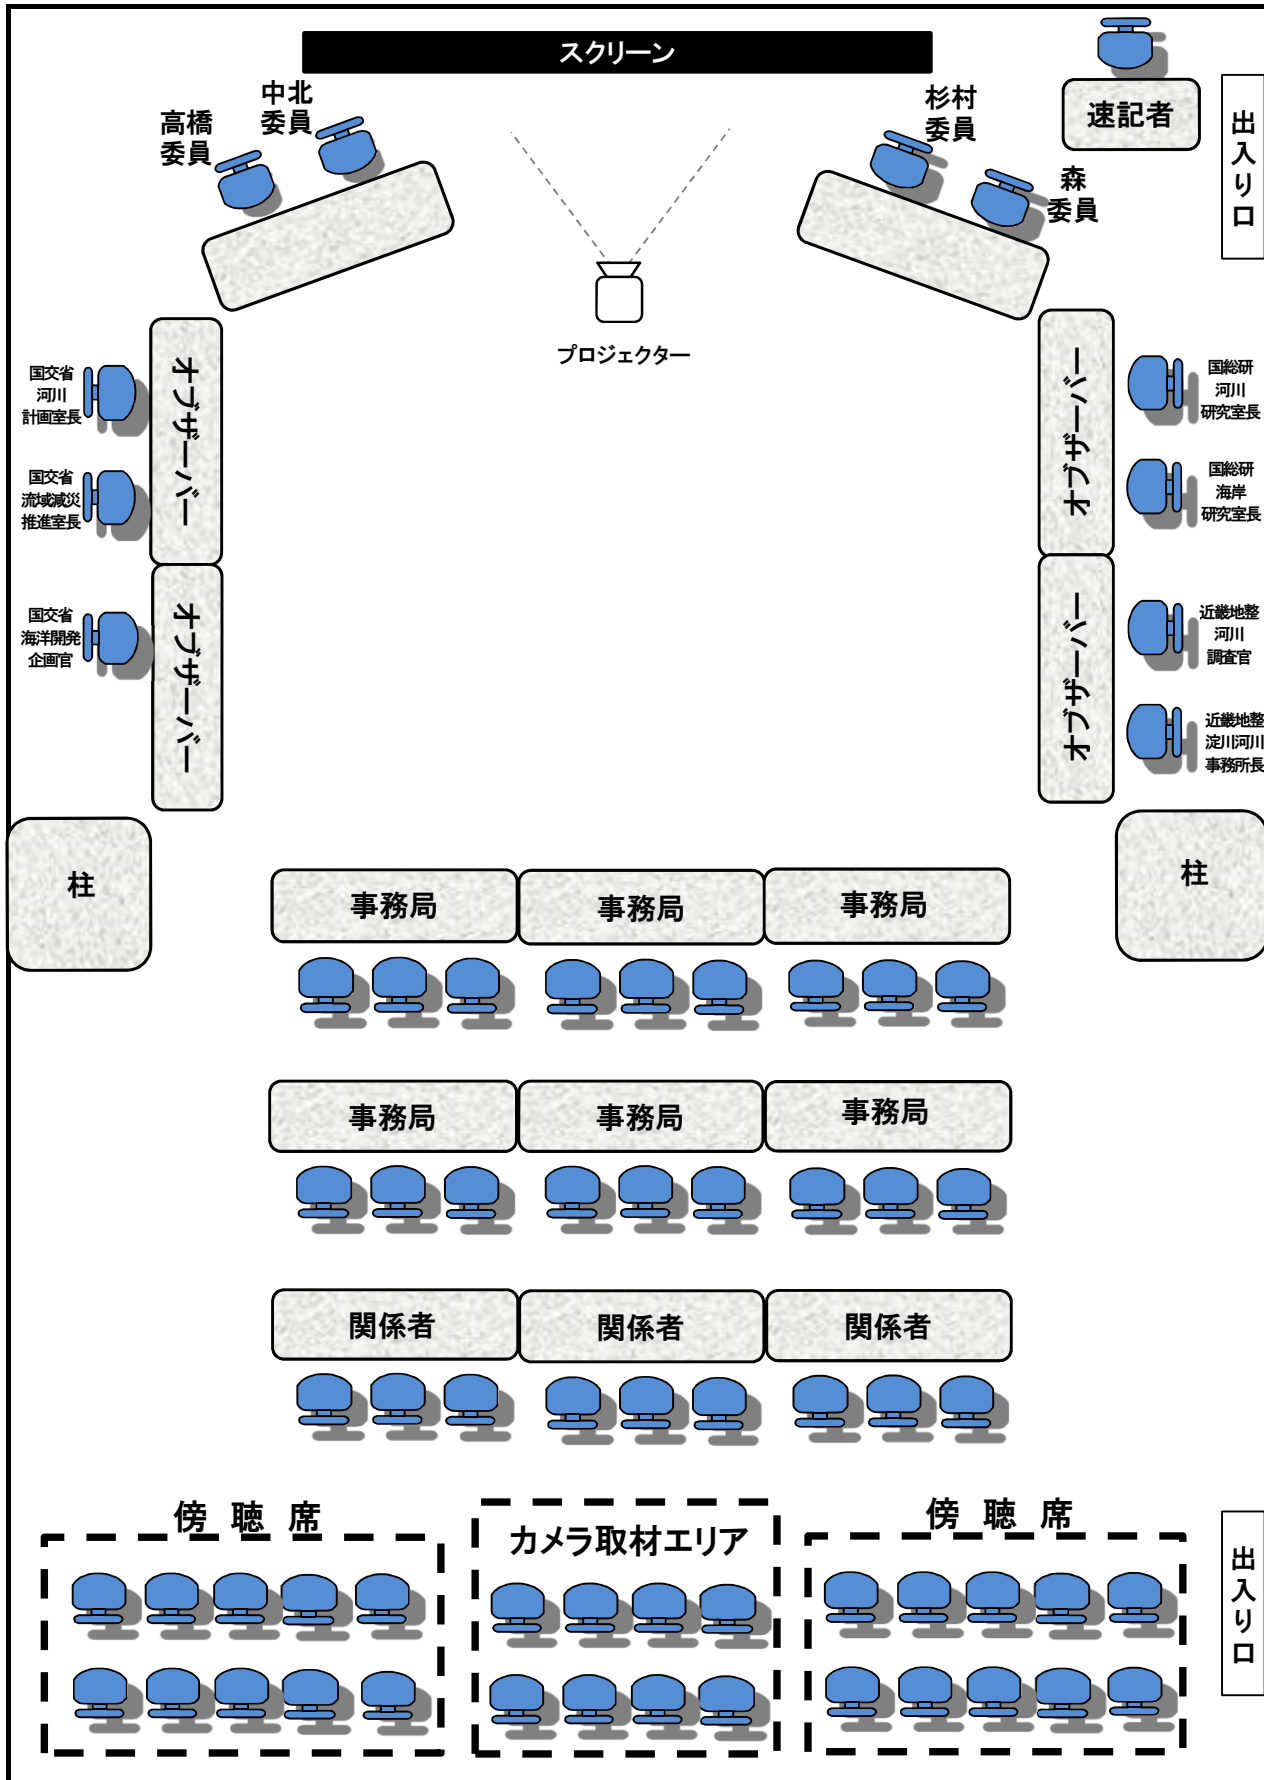 スクリーン
速記者
出入り口
高橋
委員
中北
委員
杉村
委員
森
委員
プロジェクター
国交省
河川
計画室長
国交省
流域減災
推進室長
オブザーバー
国交省
海洋開発
企画官
オブザーバー
オブザーバー
国総研
河川
研究室長
国総研
海岸
研究室長
オブザーバー
近畿地整
河川
調査官
近畿地整
淀川河川
事務所長
柱
柱
事務局
事務局
事務局
事務局
事務局
事務局
関係者
関係者
関係者
傍聴席
カメラ取材エリア
傍聴席
出入り口